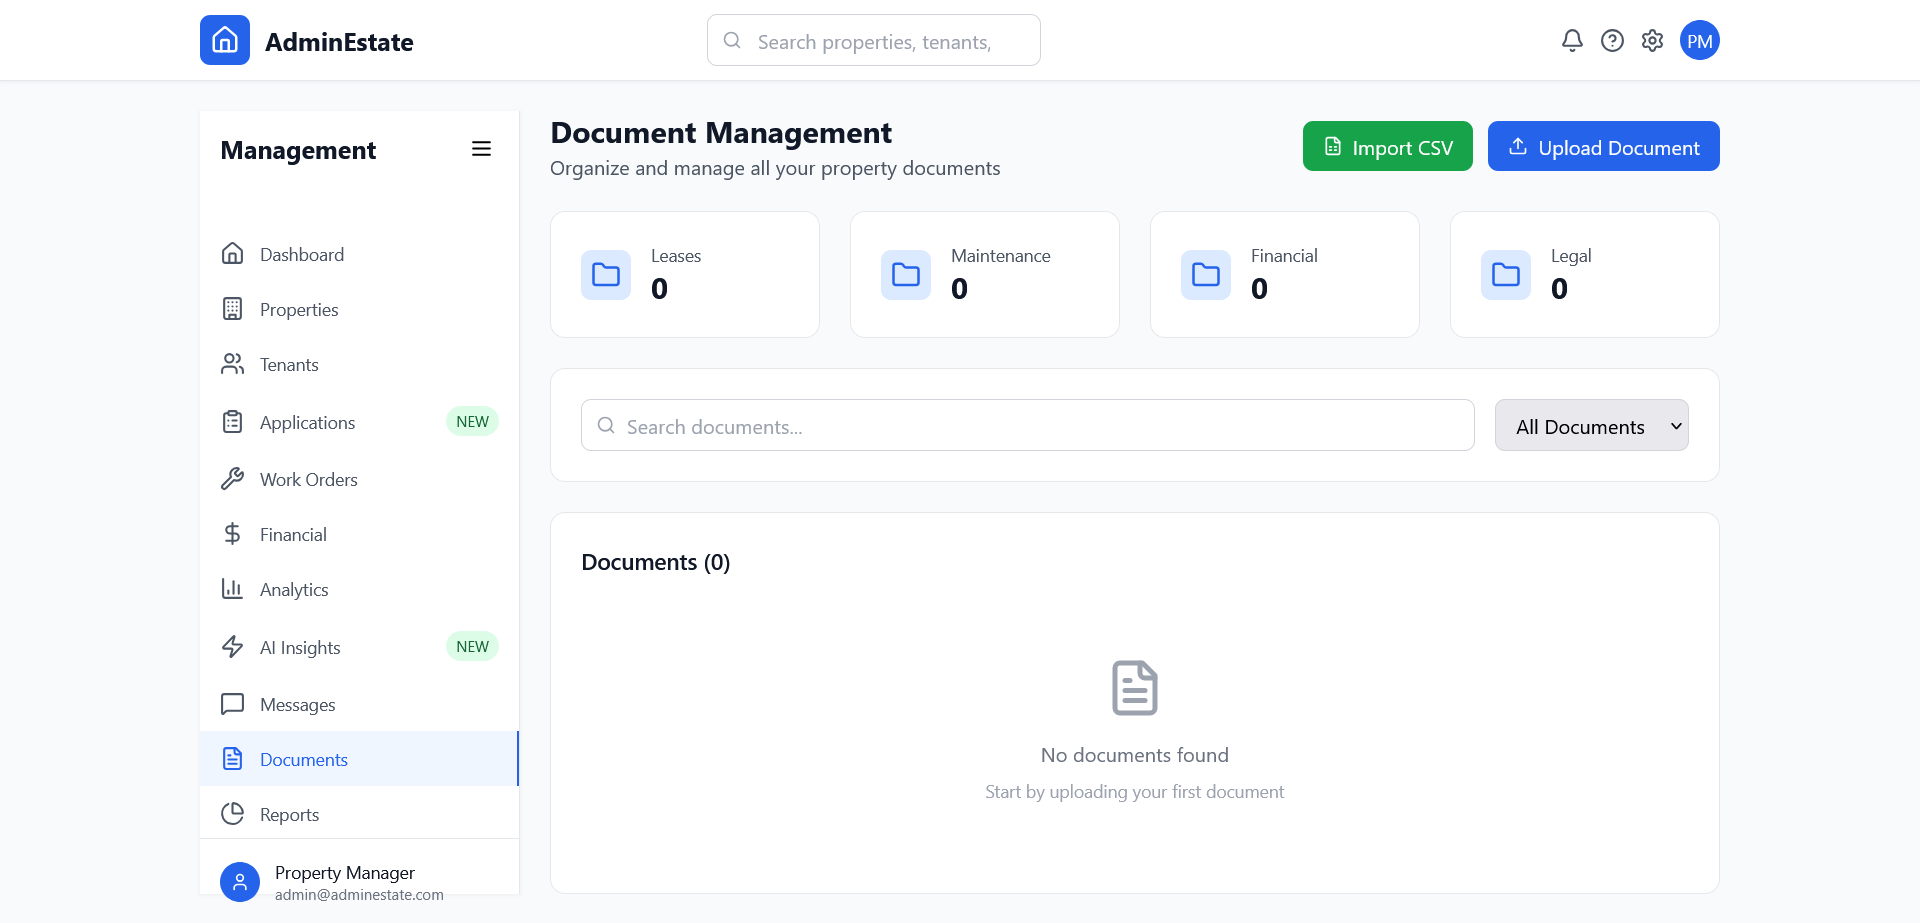 AdminEstate
Search properties, tenants,
PM
Management
Dashboard
Properties
Tenants
Applications
NEW
Work Orders
Financial
Analytics
AI Insights
NEW
Messages
Documents
Reports
Property Manager
admin@adminestate.com
Document Management
Organize and manage all your property documents
Import CSV
Upload Document
Leases
0
Maintenance
0
Financial
0
Legal
0
Search documents...
All Documents
Documents (0)
No documents found
Start by uploading your first document